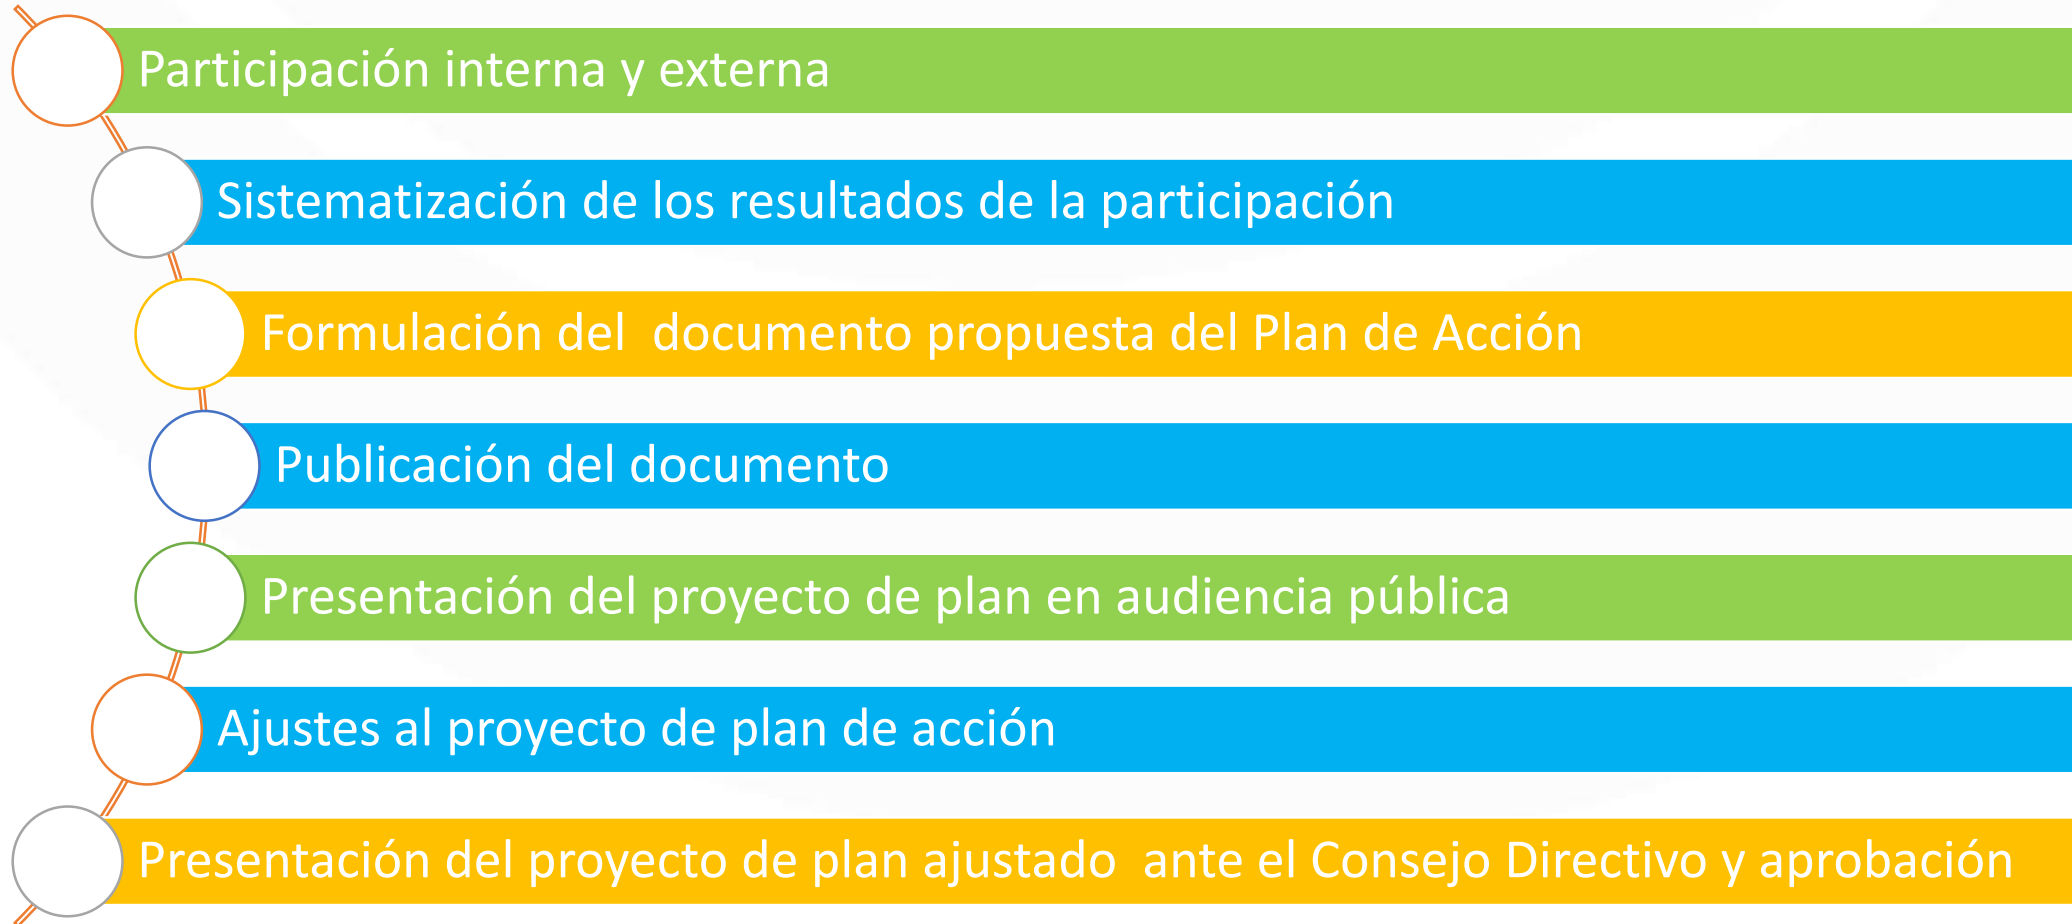 Participación interna y externa
Sistematización de los resultados de la participación
Formulación del  documento propuesta del Plan de Acción
Publicación del documento
Presentación del proyecto de plan en audiencia pública
Ajustes al proyecto de plan de acción
Presentación del proyecto de plan ajustado  ante el Consejo Directivo y aprobación